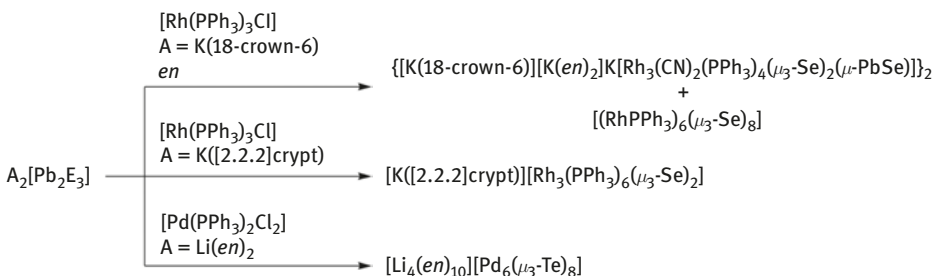 [Rh(PPh₃)₃Cl]
A = K(18-crown-6)
en
{[K(18-crown-6)][K(en)₂]K[Rh₃(CN)₂(PPh₃)₄(μ₃-Se)₂(μ-PbSe)]}₂
+
[(RhPPh₃)₆(μ₃-Se)₈]
[Rh(PPh₃)₃Cl]
A = K([2.2.2]crypt)
A₂[Pb₂E₃]
[K([2.2.2]crypt)][Rh₃(PPh₃)₆(μ₃-Se)₂]
[Pd(PPh₃)₂Cl₂]
A = Li(en)₂
[Li₄(en)₁₀][Pd₆(μ₃-Te)₈]